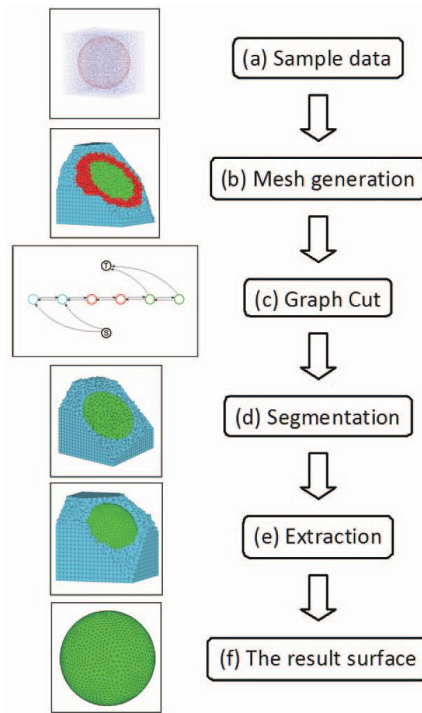 (a) Sample data
(b) Mesh generation
T
S
(c) Graph Cut
(d) Segmentation
(e) Extraction
(f) The result surface